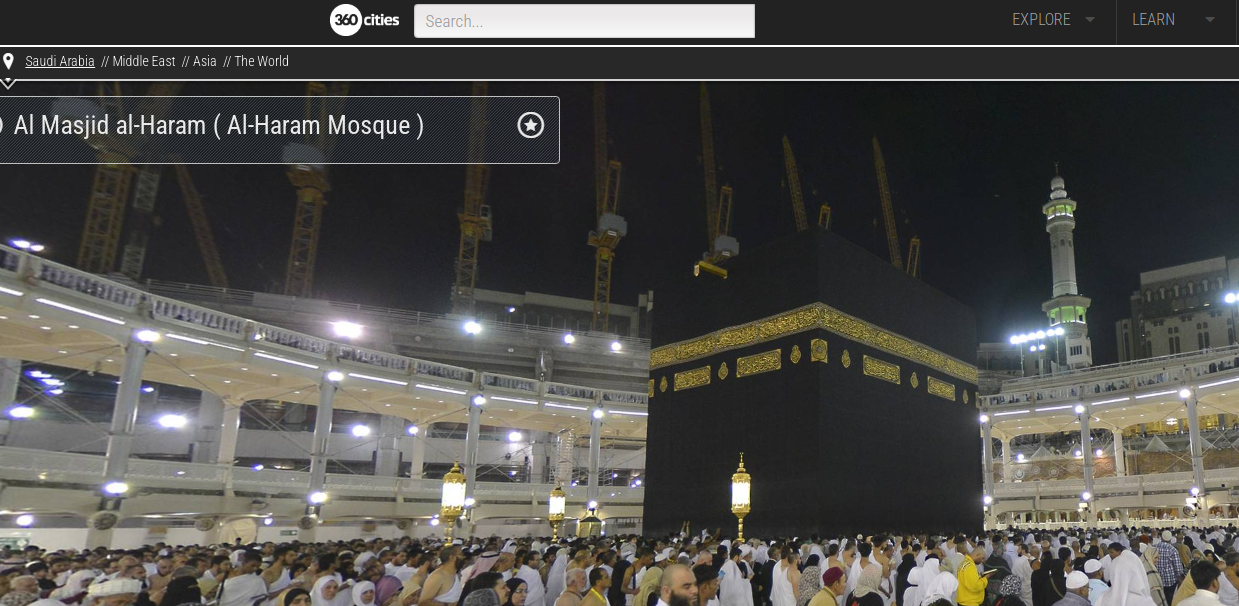 360 cities
Search...
EXPLORE
LEARN
Saudi Arabia // Middle East // Asia // The World
Al Masjid al-Haram ( Al-Haram Mosque )